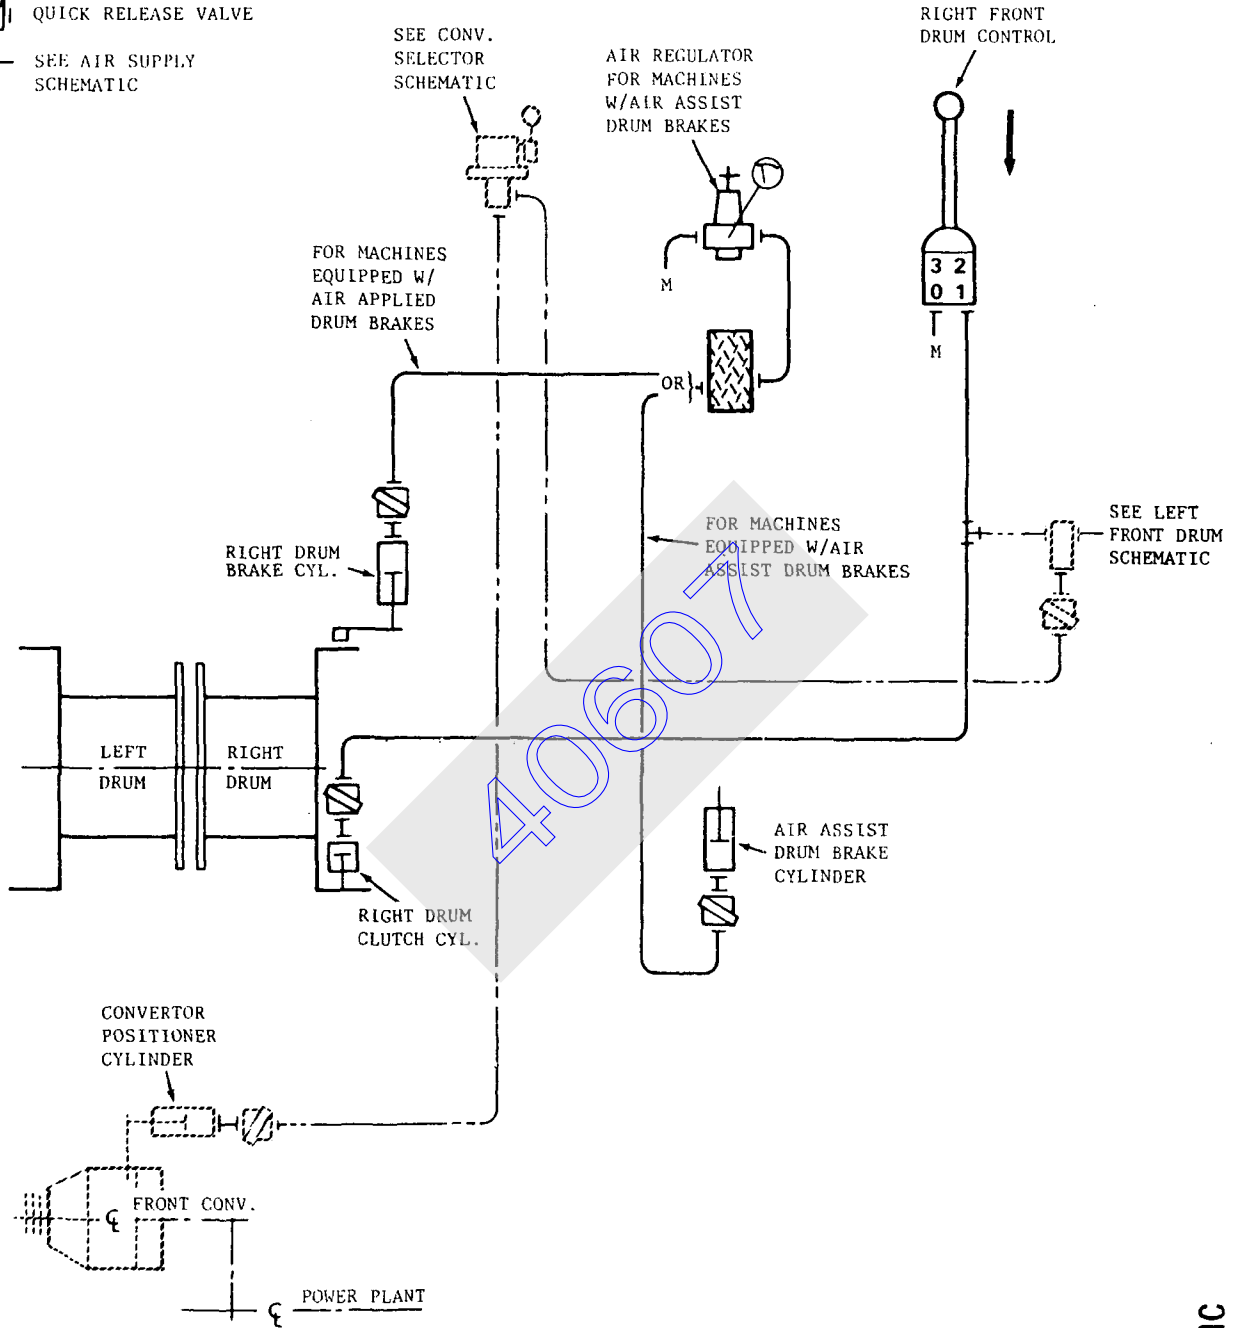 QUICK RELEASE VALVE
SEE AIR SUPPLY
SCHEMATIC
SEE CONV.
SELECTOR
SCHEMATIC
AIR REGULATOR
FOR MACHINES
W/AIR ASSIST
DRUM BRAKES
RIGHT FRONT
DRUM CONTROL
3 2
0 1
M
M
FOR MACHINES
EQUIPPED W/
AIR APPLIED
DRUM BRAKES
OR
FOR MACHINES
EQUIPPED W/AIR
ASSIST DRUM BRAKES
SEE LEFT
FRONT DRUM
SCHEMATIC
RIGHT DRUM
BRAKE CYL.
LEFT
DRUM
RIGHT
DRUM
40607
AIR ASSIST
DRUM BRAKE
CYLINDER
RIGHT DRUM
CLUTCH CYL.
CONVERTOR
POSITIONER
CYLINDER
FRONT CONV.
POWER PLANT